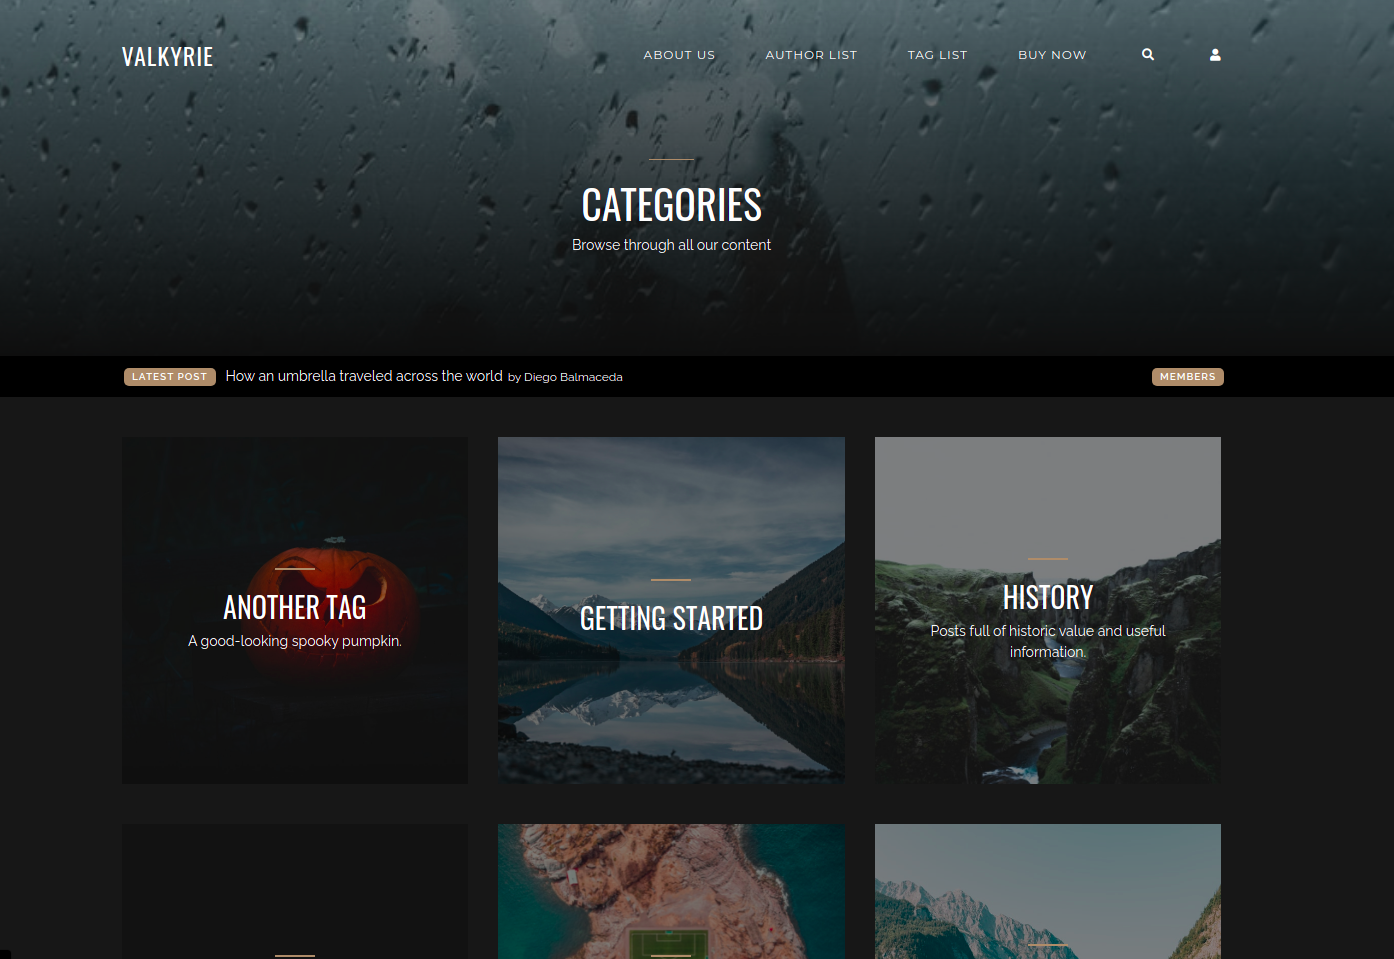 VALKYRIE
ABOUT US
AUTHOR LIST
TAG LIST
BUY NOW
CATEGORIES
Browse through all our content
LATEST POST
How an umbrella traveled across the world by Diego Balmaceda
MEMBERS
ANOTHER TAG
A good-looking spooky pumpkin.
GETTING STARTED
HISTORY
Posts full of historic value and useful
information.